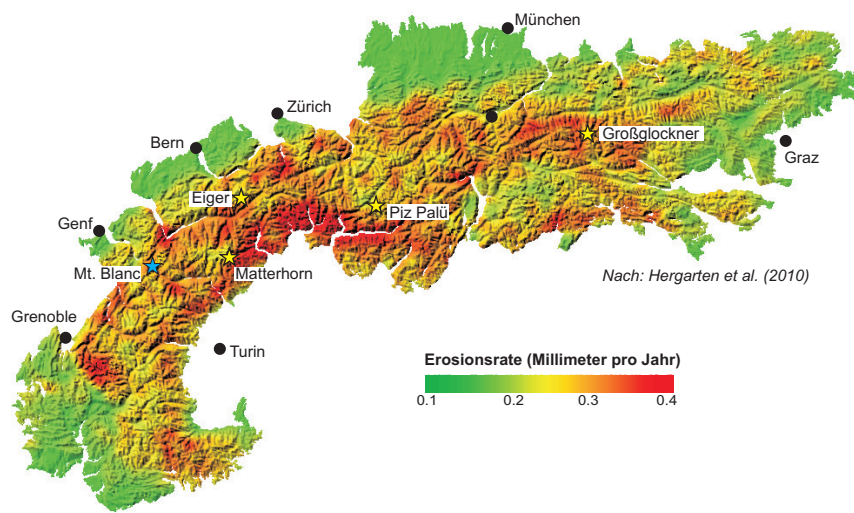 München
Zürich
Großglockner
Bern
Graz
Eiger
Piz Palü
Genf
Mt. Blanc
Matterhorn
Nach: Hergarten et al. (2010)
Grenoble
Turin
Erosionsrate (Millimeter pro Jahr)
0.1 0.2 0.3 0.4